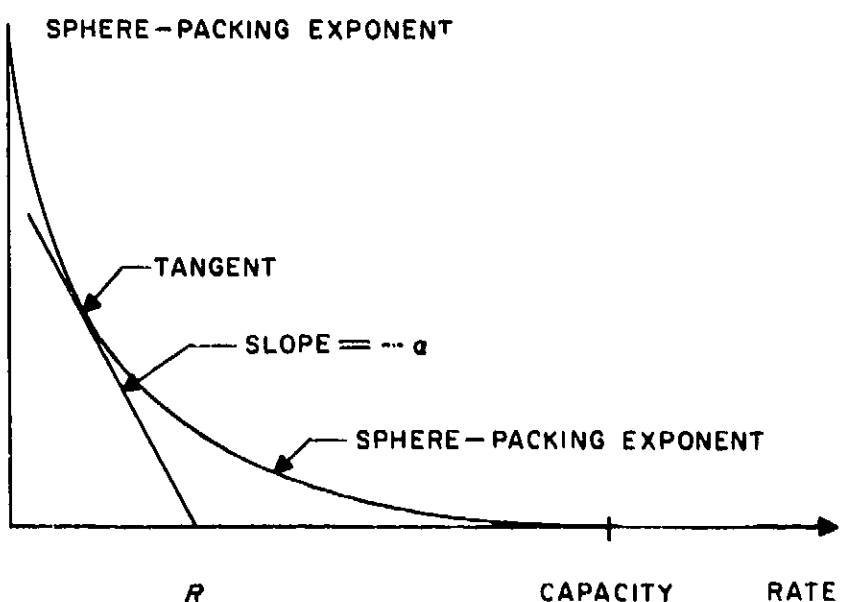 SPHERE-PACKING EXPONENT
TANGENT
SLOPE = - α
SPHERE-PACKING EXPONENT
R CAPACITY RATE